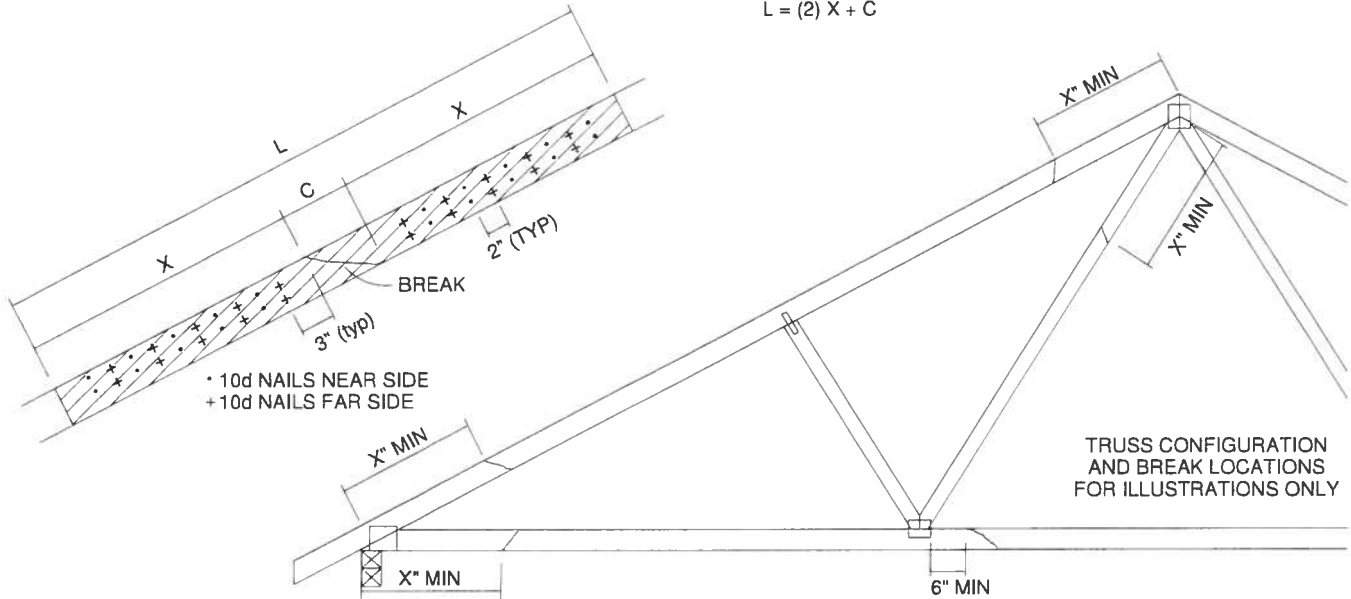 L = (2) X + C
X" MIN
X
L
C
X
2" (TYP)
BREAK
3" (typ)
• 10d NAILS NEAR SIDE
+ 10d NAILS FAR SIDE
X" MIN
X" MIN
TRUSS CONFIGURATION
AND BREAK LOCATIONS
FOR ILLUSTRATIONS ONLY
X" MIN
6" MIN